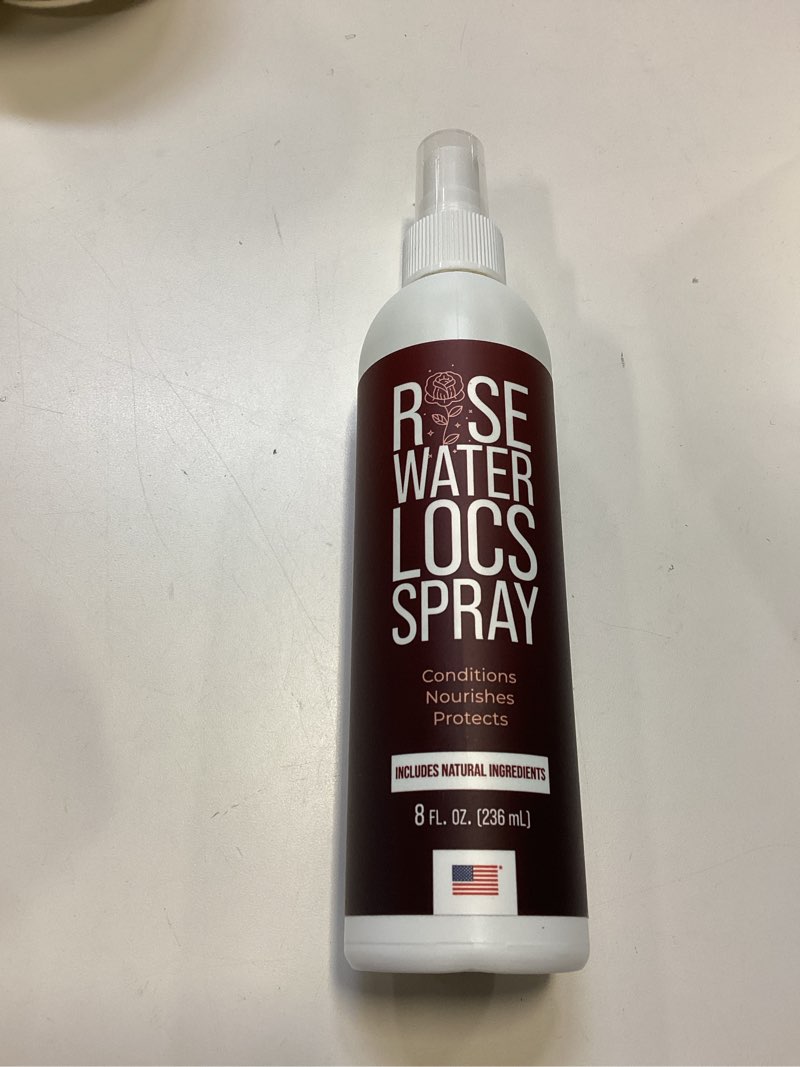 ROSE
WATER
LOCS
SPRAY
Conditions
Nourishes
Protects
INCLUDES NATURAL INGREDIENTS
8 FL. OZ. (236 mL)
*